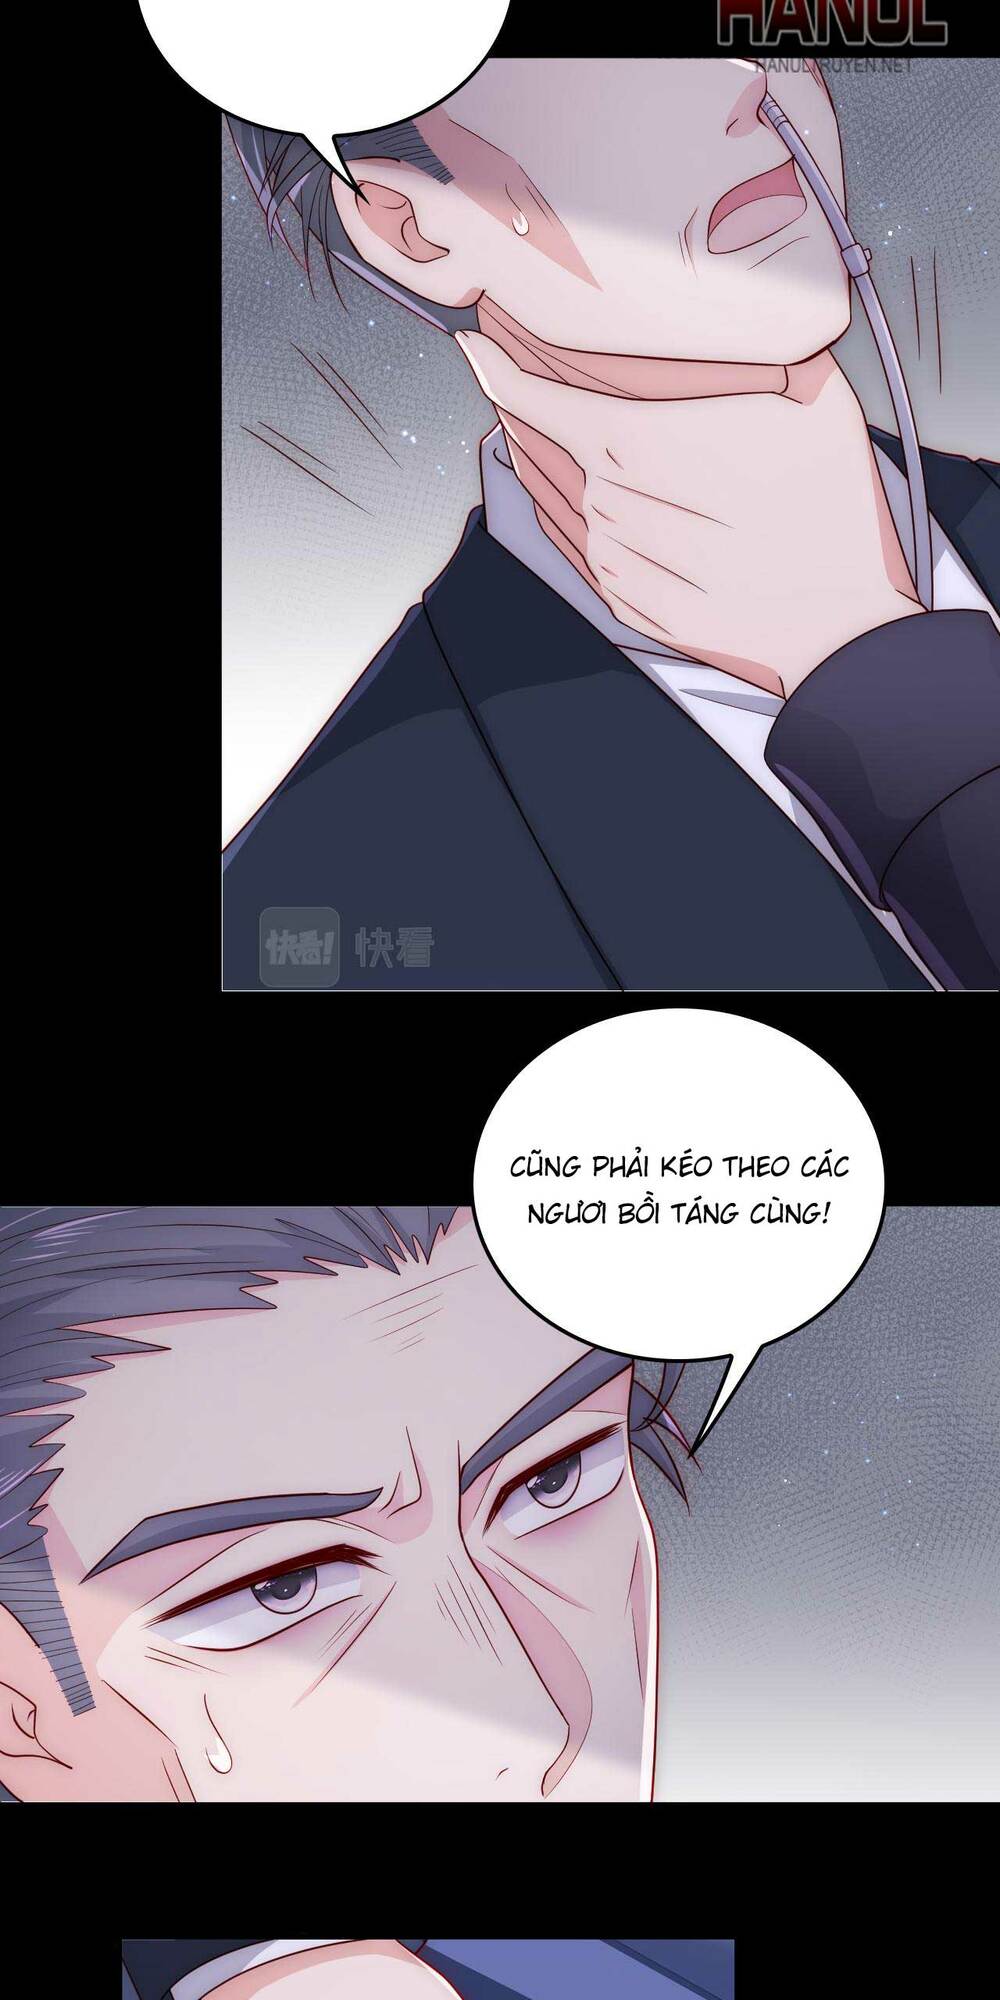 HANUL
HANULTRUYEN.NET
快看! 快看
CŨNG PHẢI KÉO THEO CÁC
NGƯƠI BỒI TÁNG CÙNG!